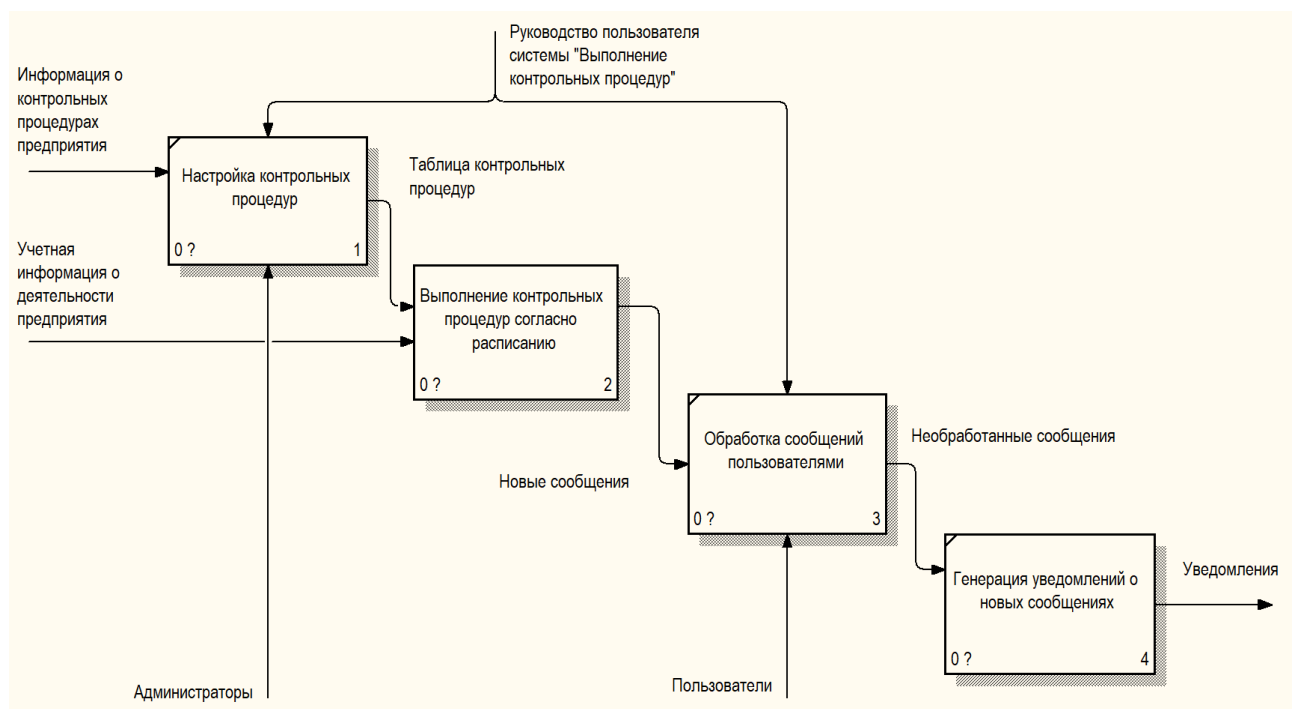 Руководство пользователя
системы "Выполнение
контрольных процедур"
Информация о
контрольных
процедурах
предприятия
Настройка контрольных
процедур
0 ?
1
Таблица контрольных
процедур
Учетная
информация о
деятельности
предприятия
Выполнение контрольных
процедур согласно
расписанию
0 ?
2
Новые сообщения
Обработка сообщений
пользователями
0 ?
3
Необработанные сообщения
Генерация уведомлений о
новых сообщениях
0 ?
4
Уведомления
Администраторы
Пользователи